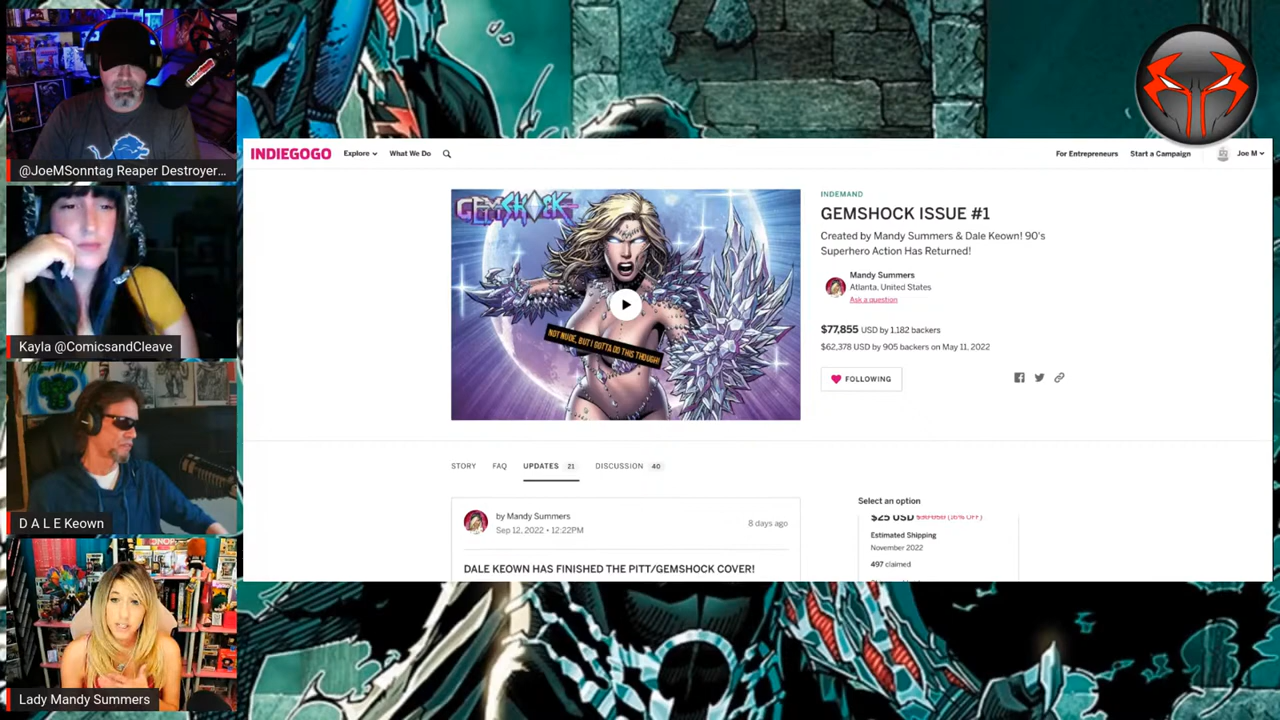 @JoeMSonntag Reaper Destroyer...
Kayla @ComicsandCleave
D A L E Keown
Lady Mandy Summers
INDIEGOGO
Explore
What We Do
For Entrepreneurs
Start a Campaign
Joe M
GEMSHOCK
NOT NUDE, BUT I GOTTA DO THIS THOUGH!
INDEMAND
GEMSHOCK ISSUE #1
Created by Mandy Summers & Dale Keown! 90's
Superhero Action Has Returned!
Mandy Summers
Atlanta, United States
Ask a question
$77,855 USD by 1,182 backers
$62,378 USD by 905 backers on May 11, 2022
FOLLOWING
STORY
FAQ
UPDATES 21
DISCUSSION 40
by Mandy Summers
Sep 12, 2022 • 12:22PM
8 days ago
DALE KEOWN HAS FINISHED THE PITT/GEMSHOCK COVER!
Select an option
$25 USD
Estimated Shipping
November 2022
497 claimed